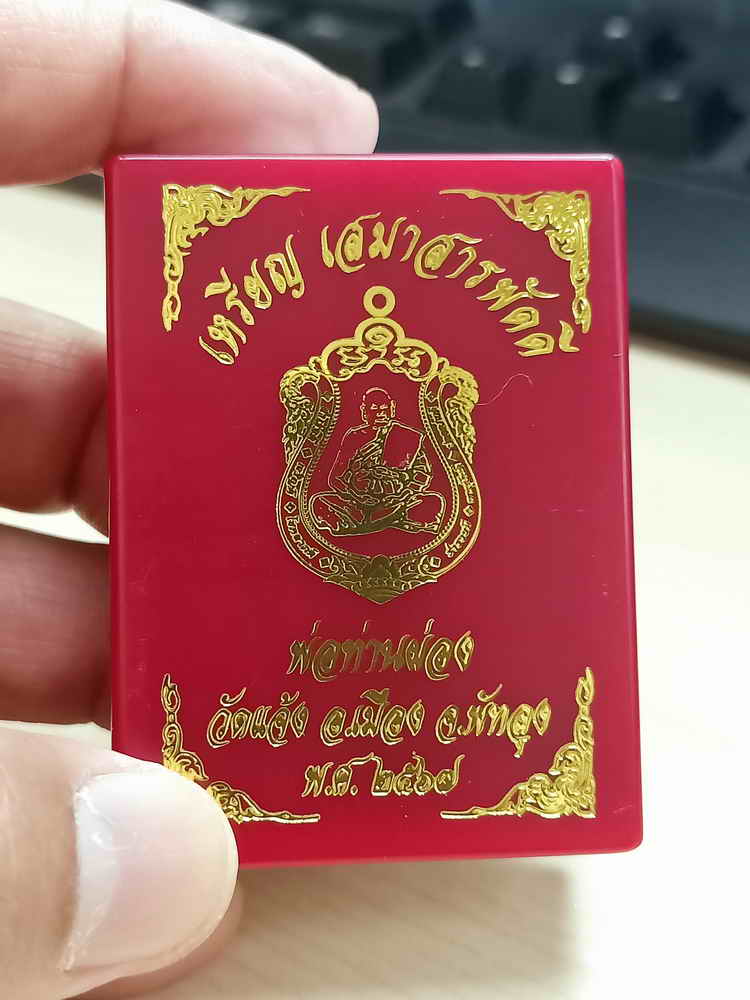 เหรียญ เสมาสารพัดดี
พ่อท่านผ่อง
วัดแจ้ง อ.เมือง จ.พัทลุง
พ.ศ. ๒๕๖๗